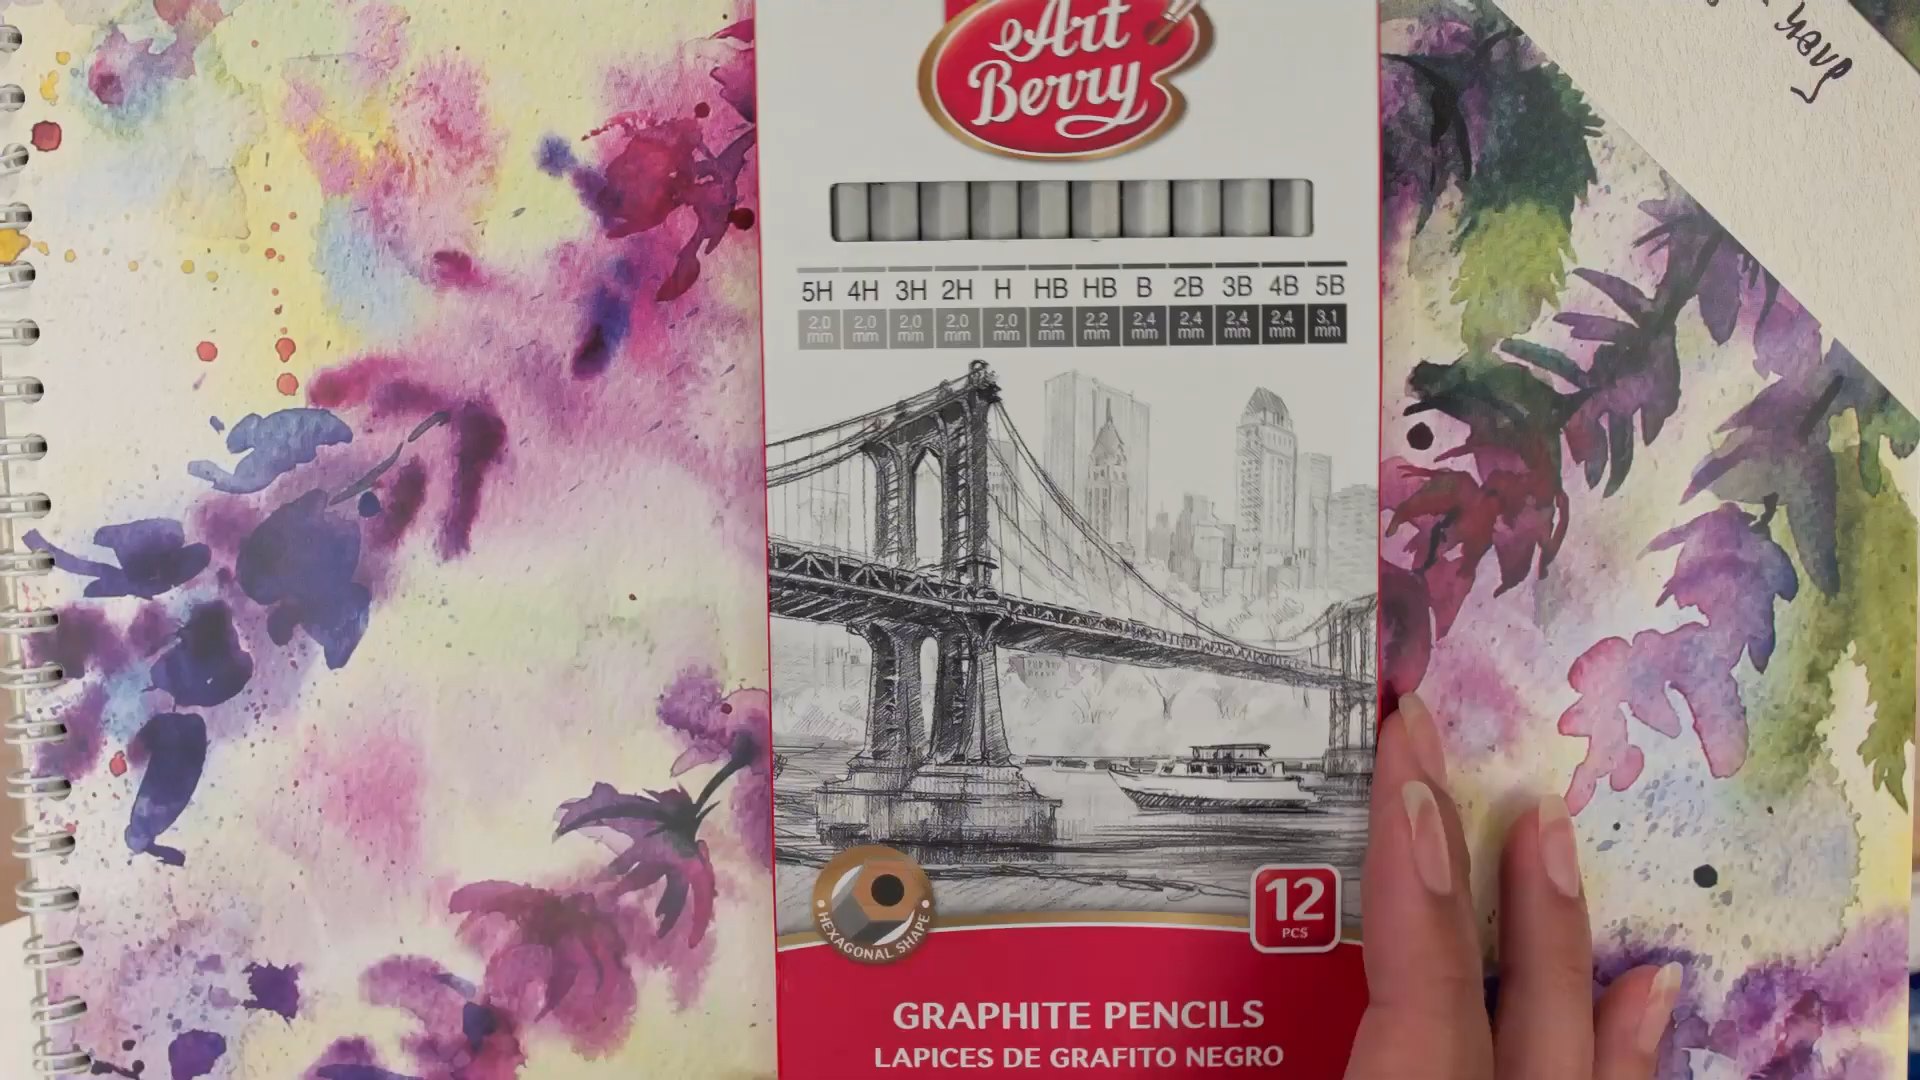 Art
Berry
5H 4H 3H 2H H HB HB B 2B 3B 4B 5B
2,0 mm 2,0 mm 2,0 mm 2,0 mm 2,0 mm 2,2 mm 2,2 mm 2,4 mm 2,4 mm 2,4 mm 2,4 mm 3,1 mm
HEXAGONAL SHAPE
12
PCS
GRAPHITE PENCILS
LAPICES DE GRAFITO NEGRO